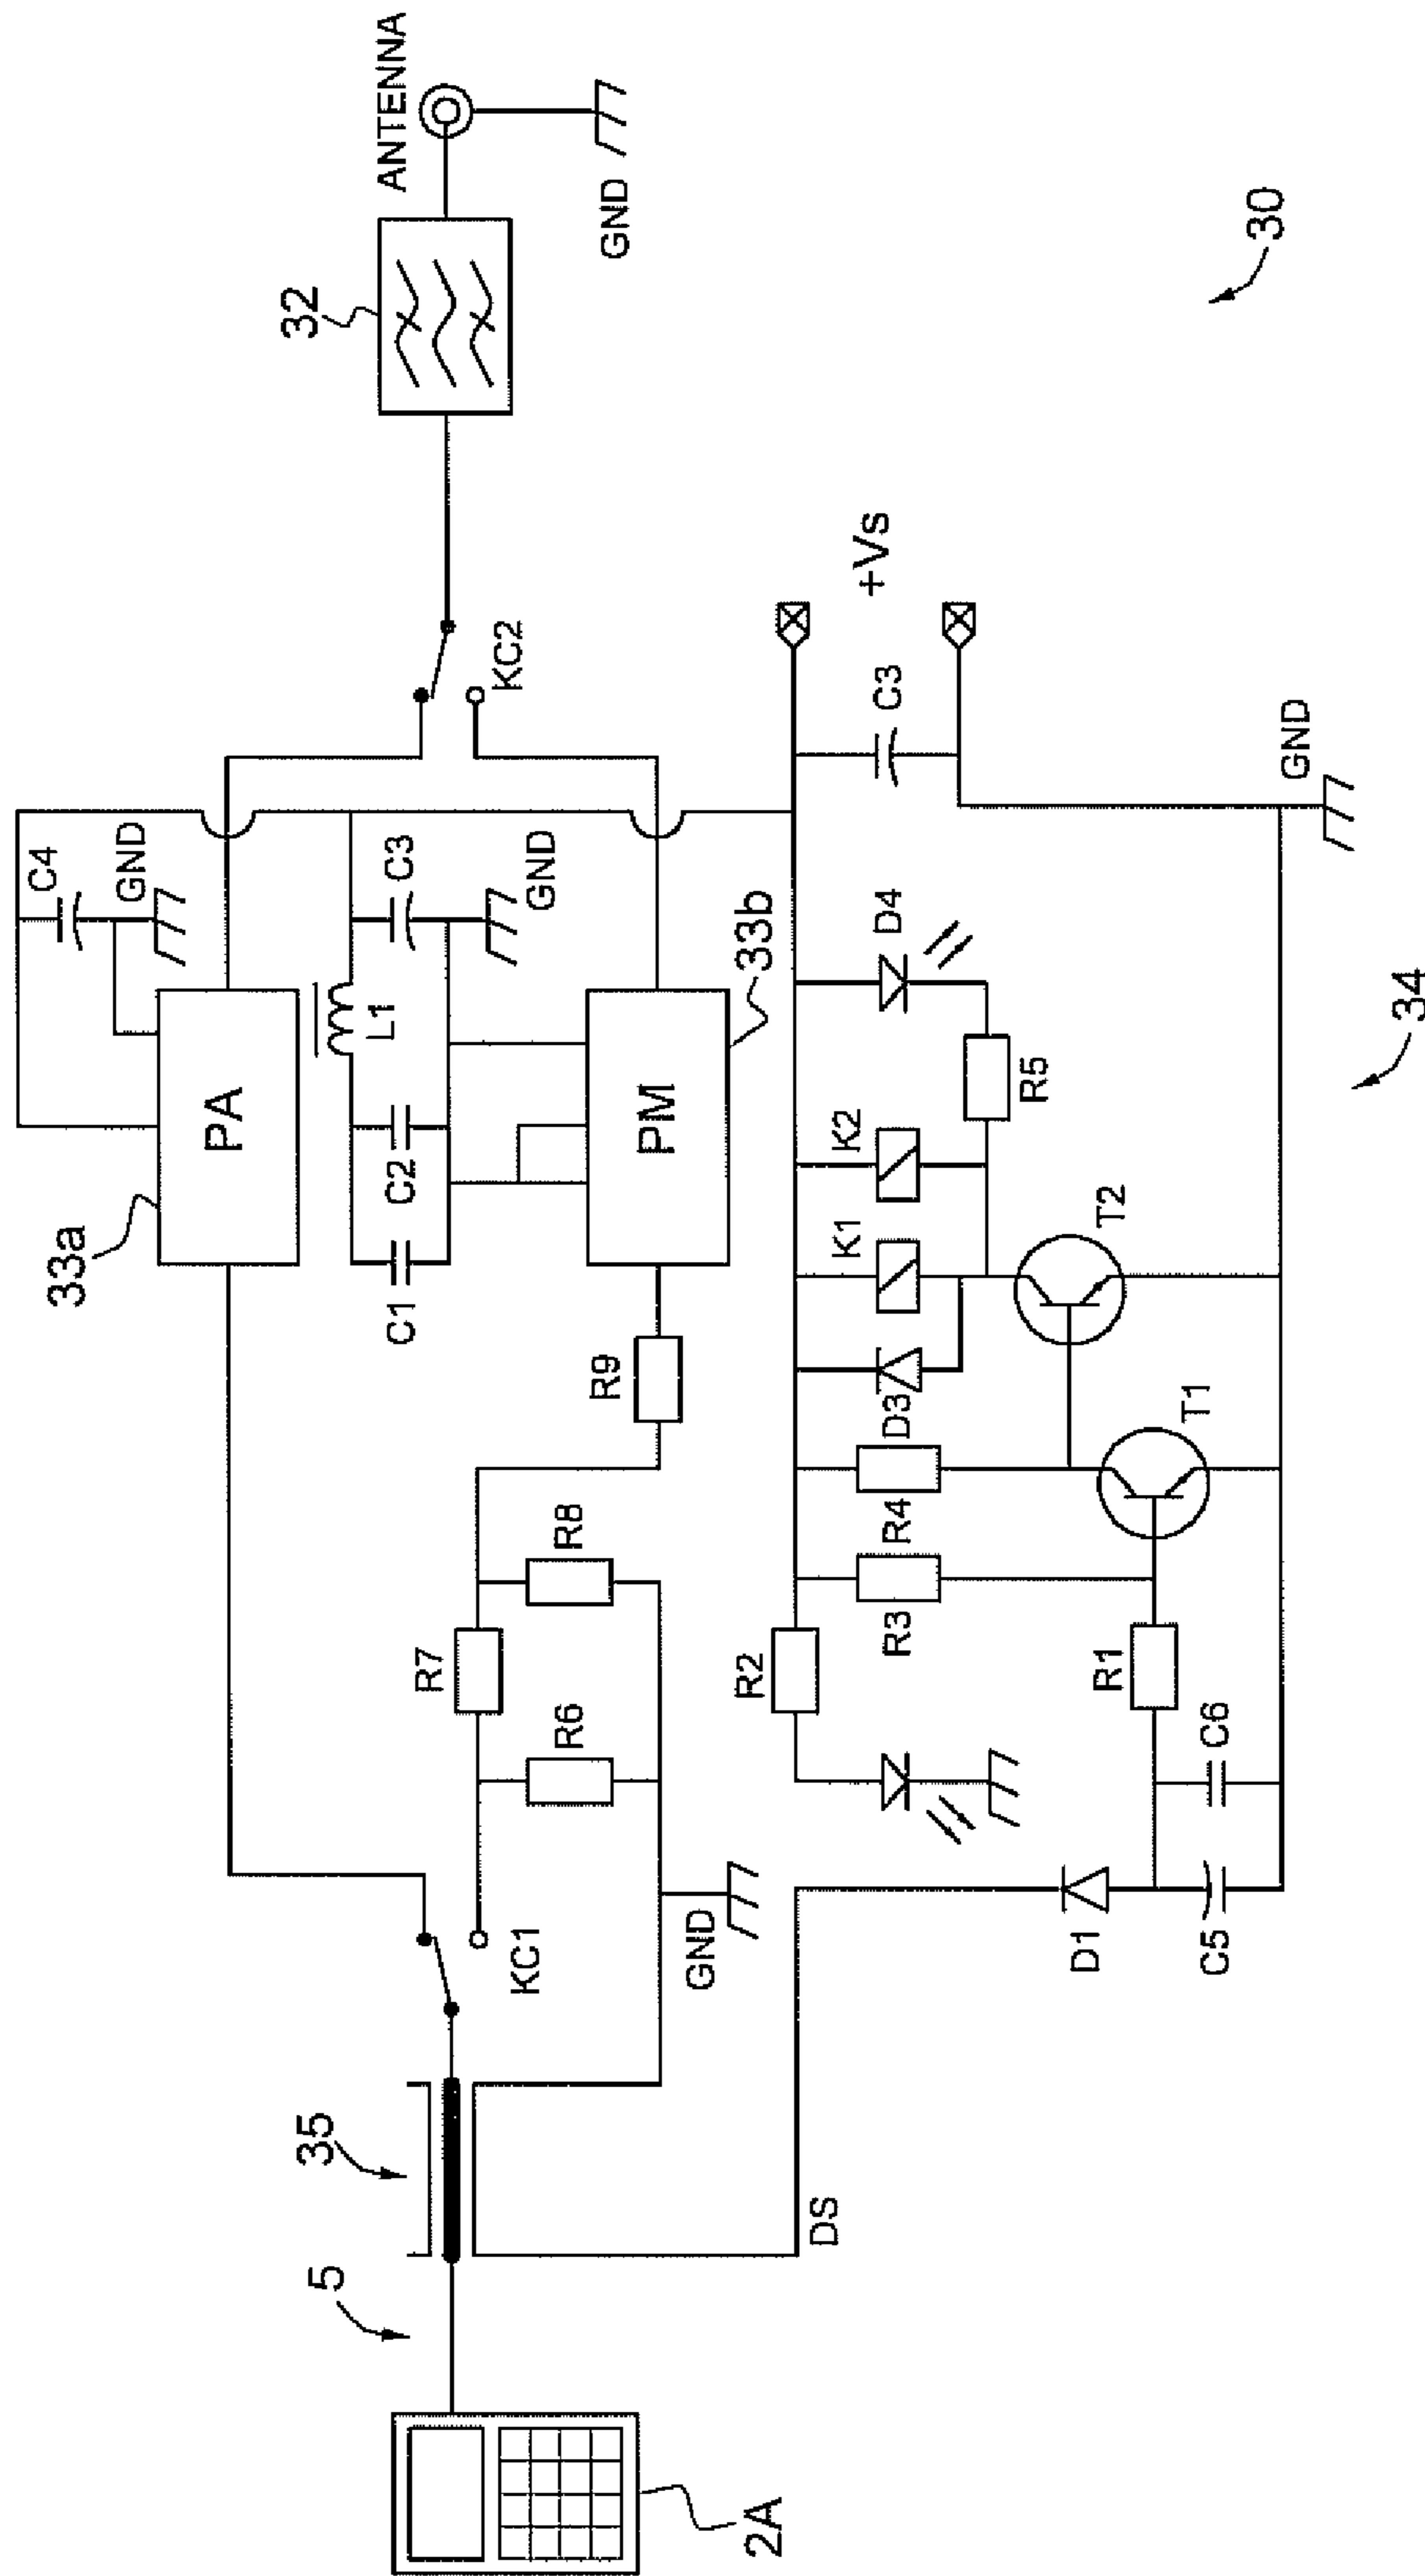 ANTENNA
GND
32
30
KC2
+Vs
C3
GND
C4
GND
33a
PA
L1
C3
GND
C2
C1
PM
33b
D4
R5
K2
K1
T2
34
R9
D3
R4
T1
R8
R7
R6
R3
R2
R1
C6
C5
D1
KC1
GND
35
DS
5
2A